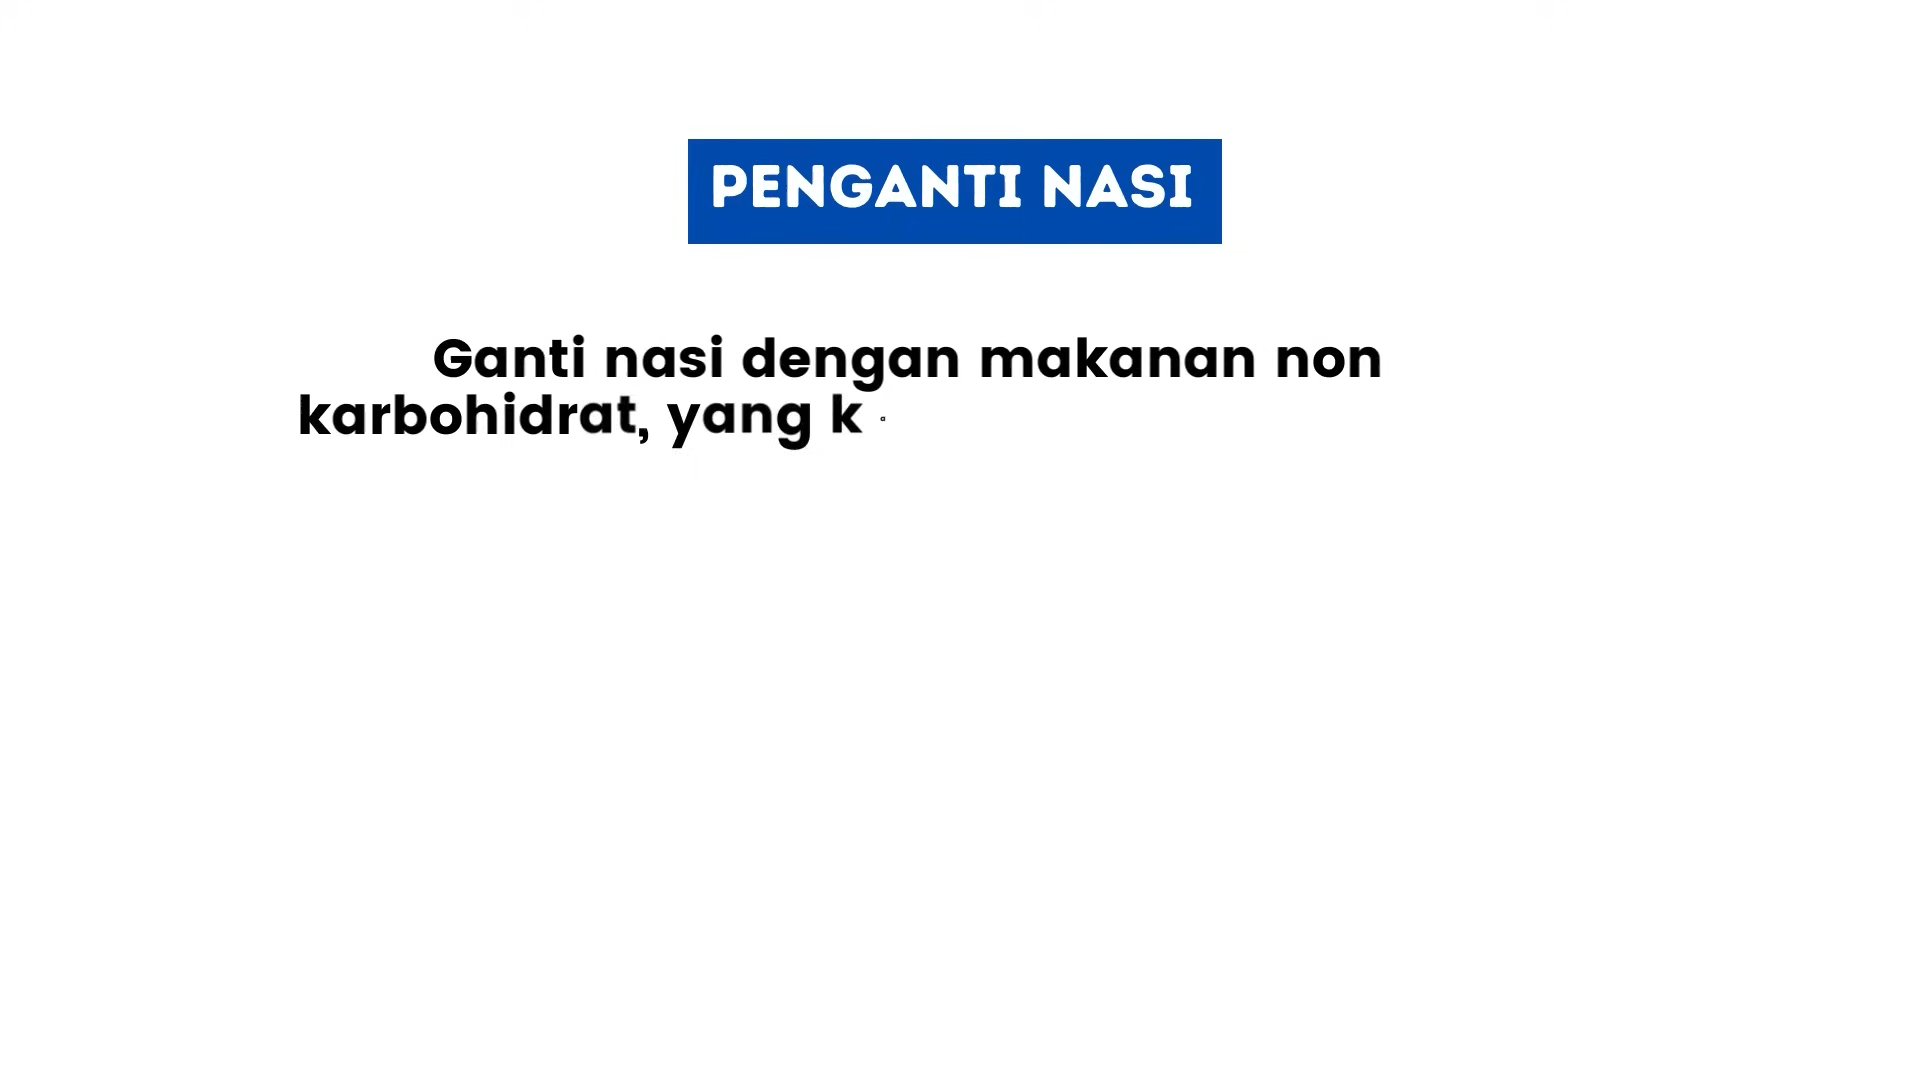 PENGANTI NASI
Ganti nasi dengan makanan non
karbohidrat, yang k